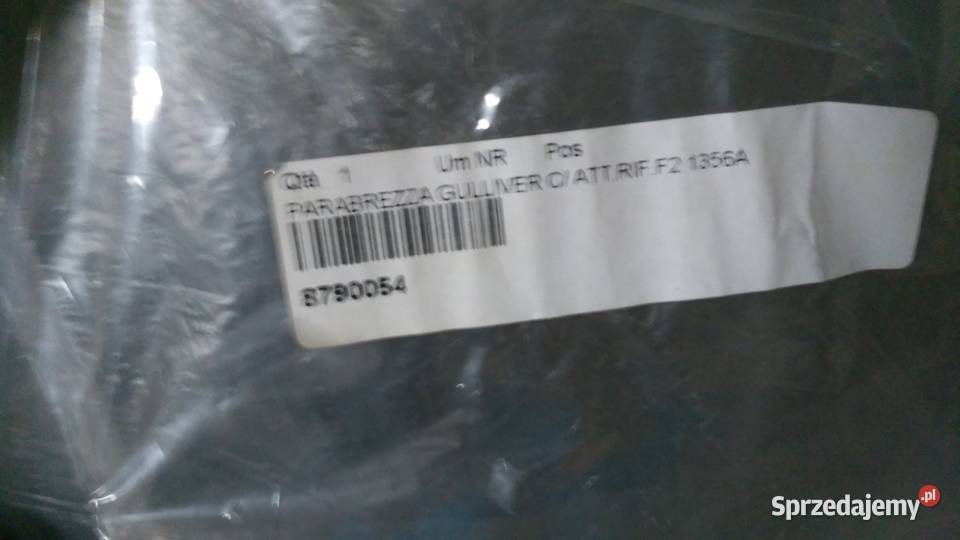 Qtà 1 Um NR Pos
PARABREZZA GULLIVER C/ ATT.RIF.F2 1356A
8790054
Sprzedajemy.pl